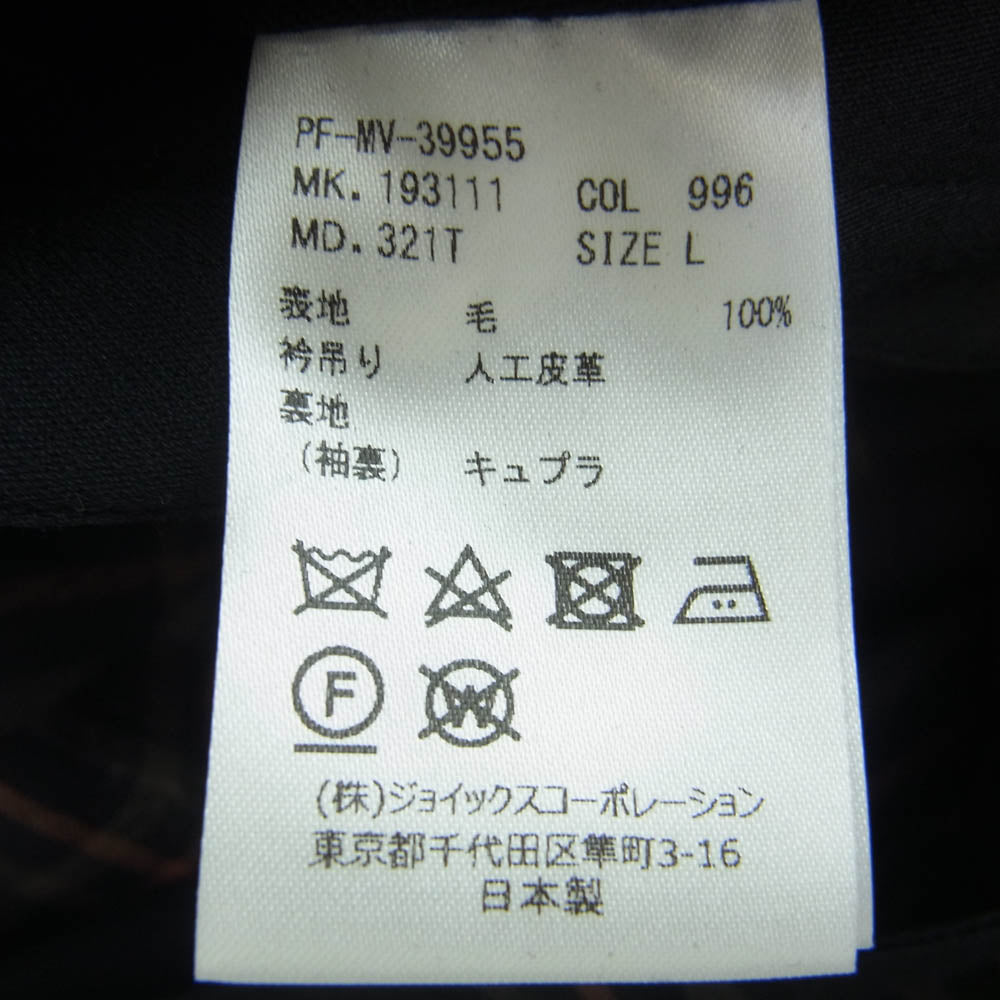 PF-MV-39955
MK. 193111 COL 996
MD. 321T SIZE L
表地 毛 100%
衿吊り 人工皮革
裏地
(袖裏) キュプラ
F
W
(株)ジョイックスコーポレーション
東京都千代田区隼町3-16
日本製